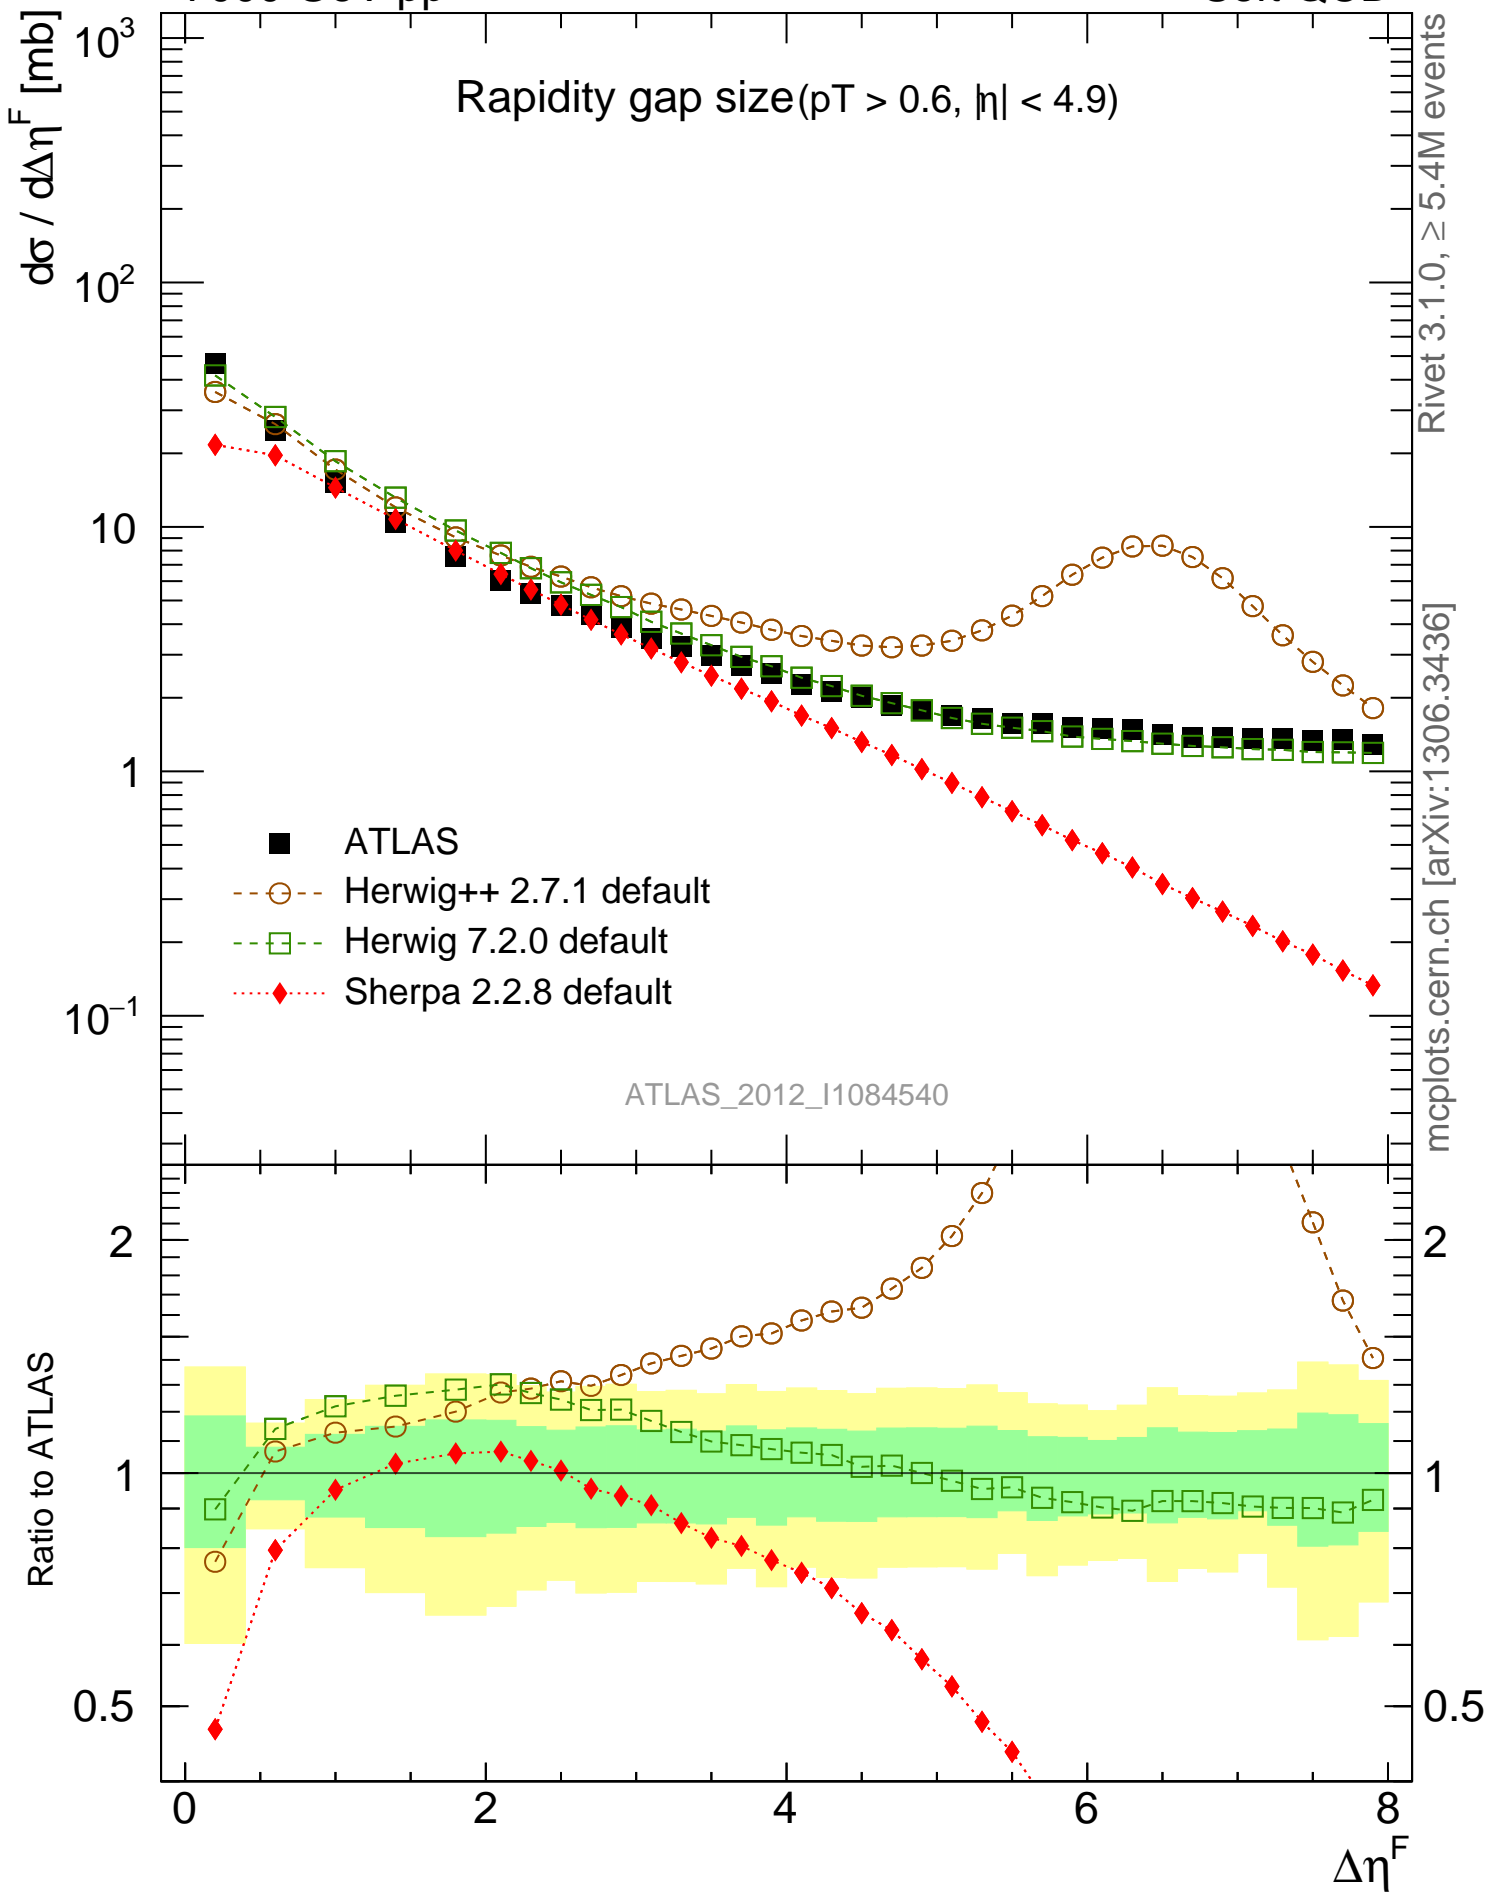 dσ / dΔη^F [mb]
Rapidity gap size(pT > 0.6, |η| < 4.9)
10^3
10^2
10
1
10^−1
ATLAS
Herwig++ 2.7.1 default
Herwig 7.2.0 default
Sherpa 2.2.8 default
ATLAS_2012_I1084540
Rivet 3.1.0, ≥ 5.4M events
mcplots.cern.ch [arXiv:1306.3436]
Ratio to ATLAS
2
1
0.5
2
1
0.5
0 2 4 6 8
Δη^F